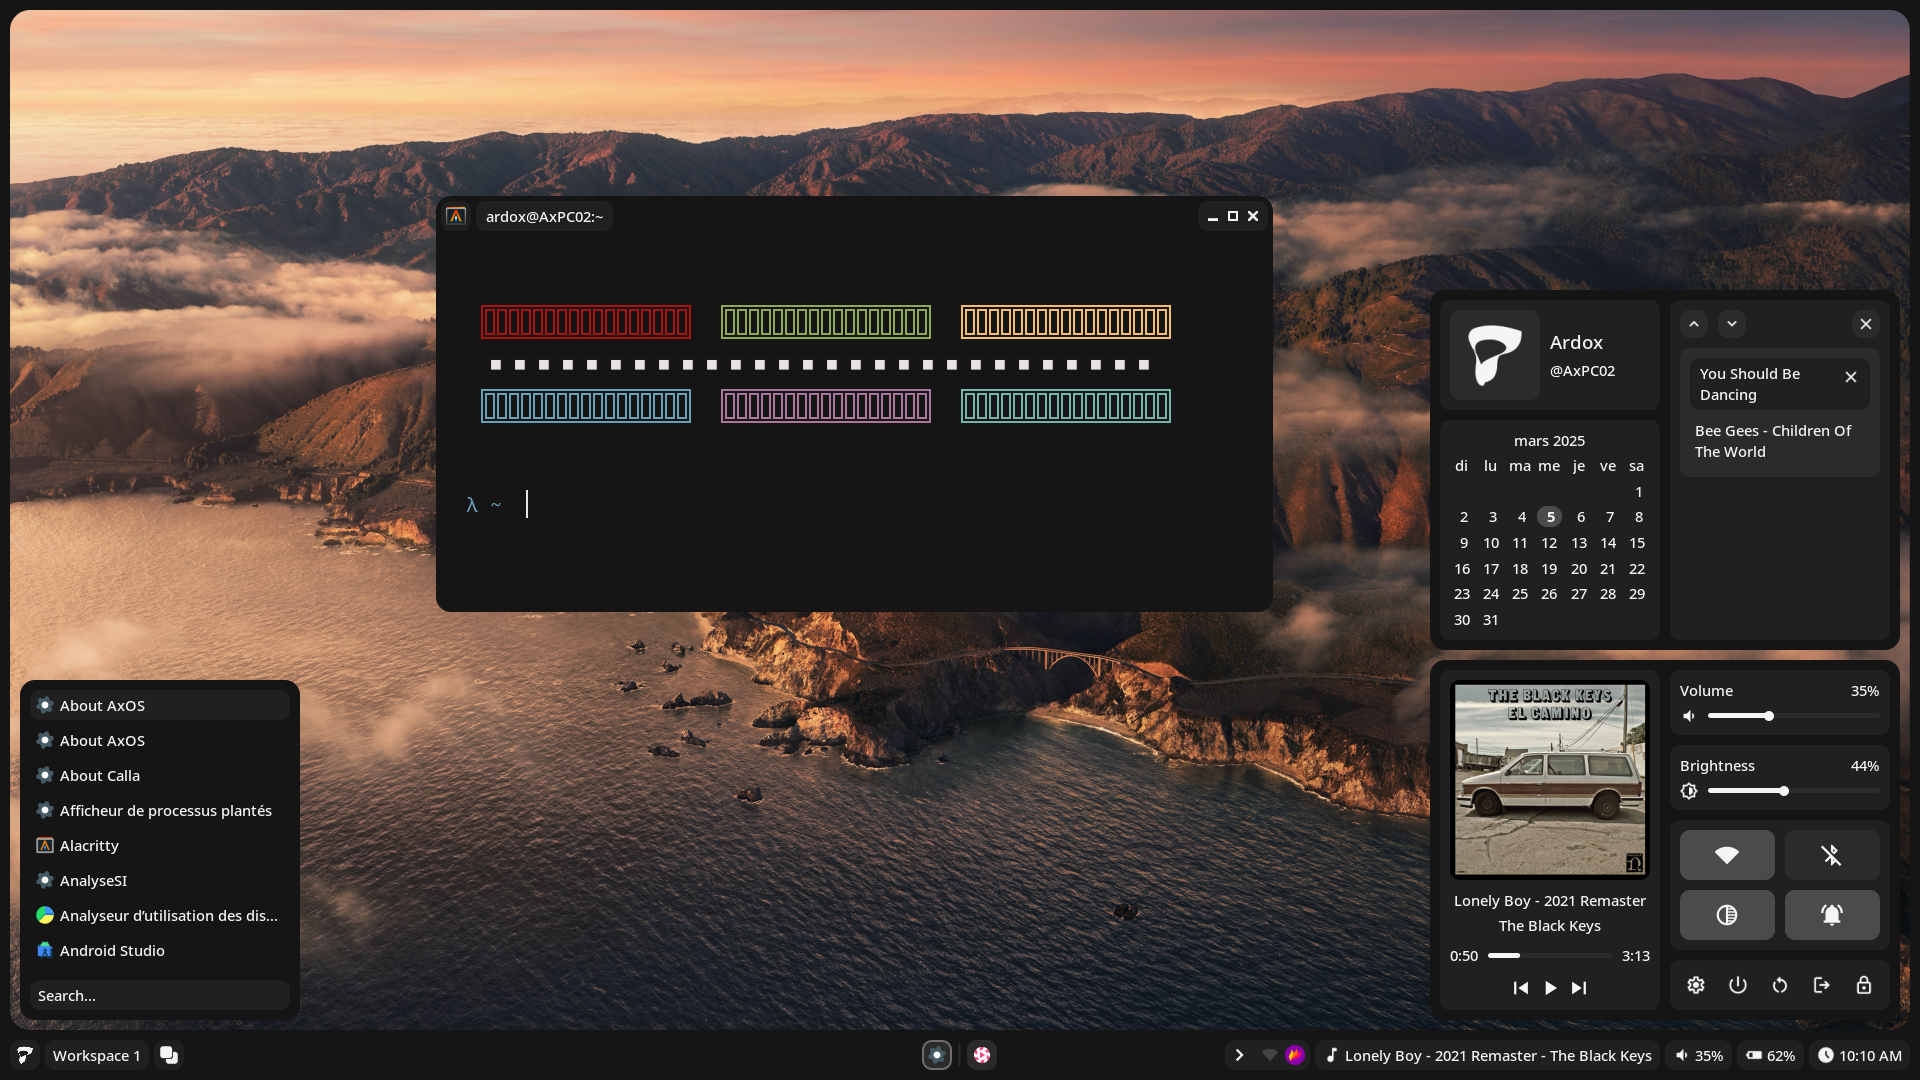 ardox@AxPC02:~
λ ~
Ardox
@AxPC02
mars 2025
di lu ma me je ve sa
1
2 3 4 5 6 7 8
9 10 11 12 13 14 15
16 17 18 19 20 21 22
23 24 25 26 27 28 29
30 31
You Should Be
Dancing
Bee Gees - Children Of
The World
About AxOS
About AxOS
About Calla
Afficheur de processus plantés
Alacritty
AnalyseSI
Analyseur d'utilisation des dis...
Android Studio
Search...
THE BLACK KEYS
EL CAMINO
Lonely Boy - 2021 Remaster
The Black Keys
0:50 3:13
Volume 35%
Brightness 44%
Workspace 1
Lonely Boy - 2021 Remaster - The Black Keys
35%
62%
10:10 AM